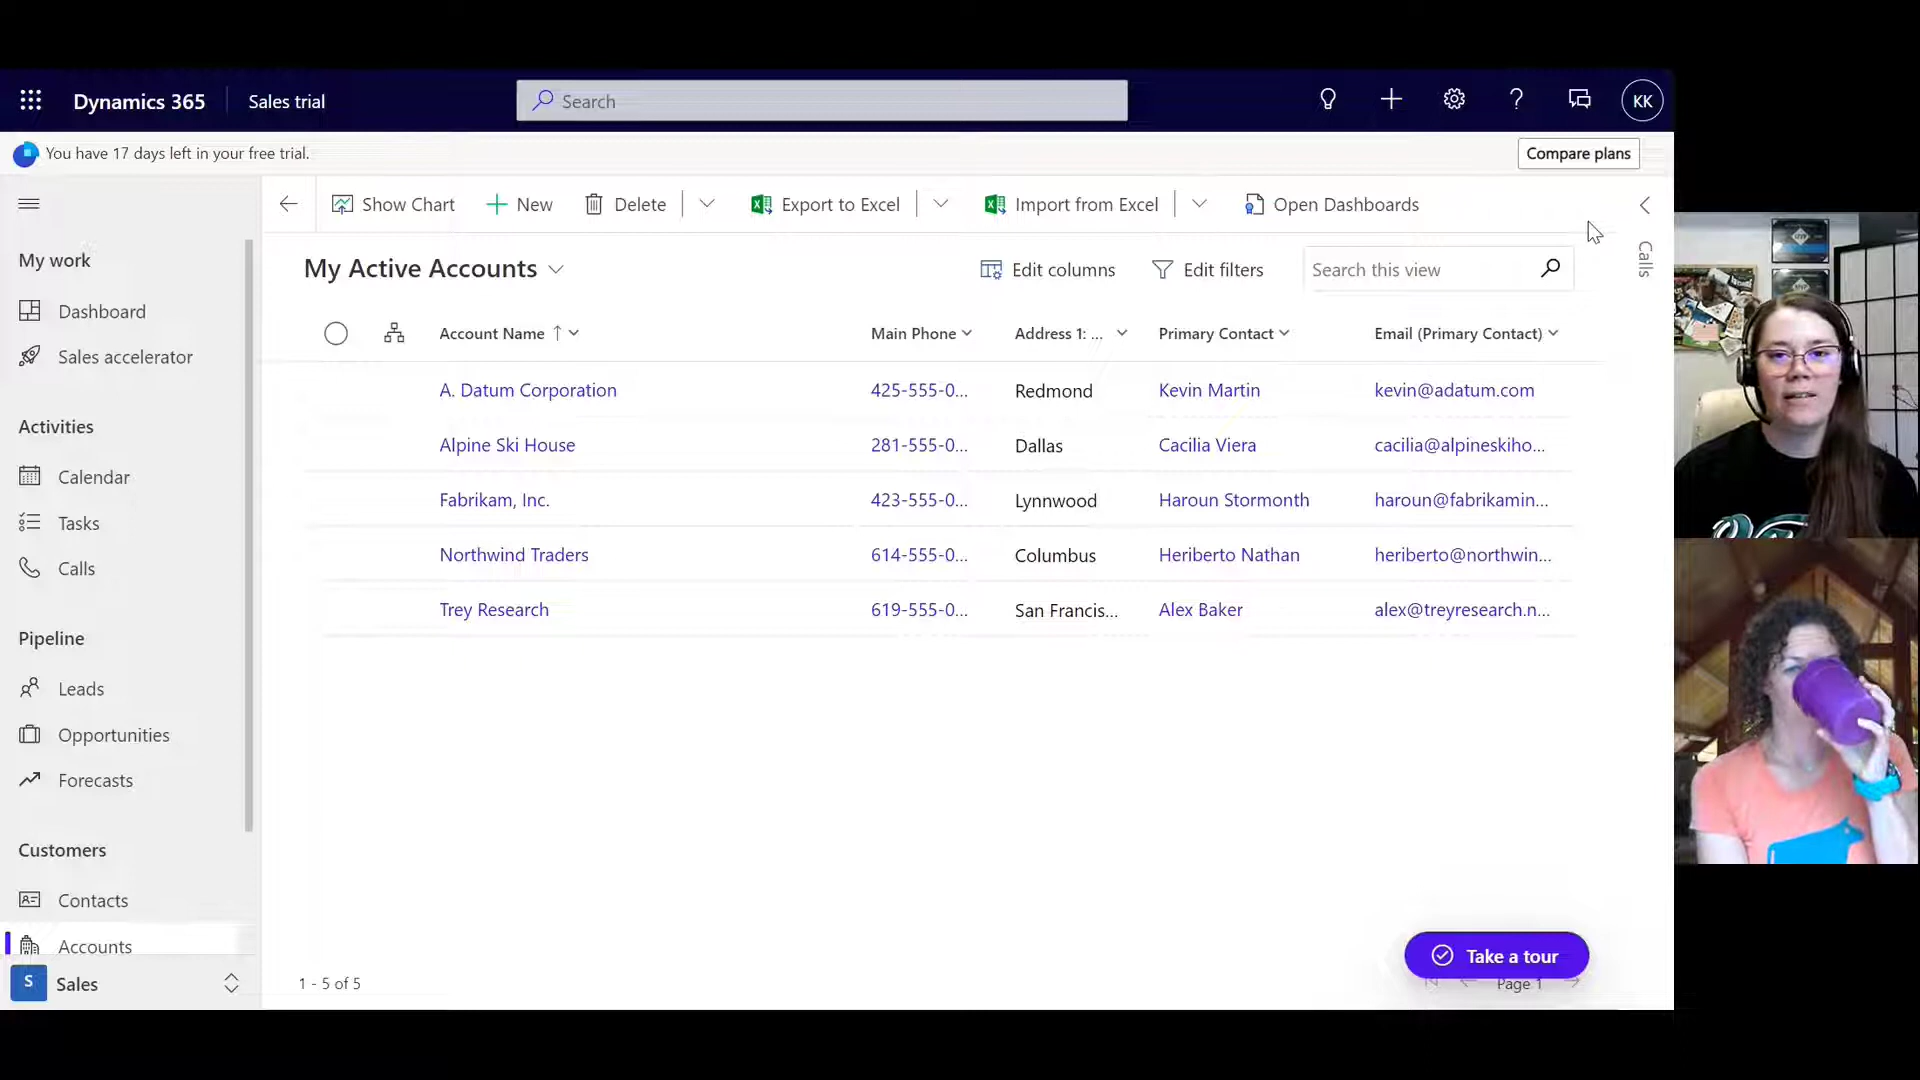 Dynamics 365 Sales trial Search KK
You have 17 days left in your free trial. Compare plans
Show Chart New Delete Export to Excel Import from Excel Open Dashboards
My work
Dashboard
Sales accelerator
Activities
Calendar
Tasks
Calls
Pipeline
Leads
Opportunities
Forecasts
Customers
Contacts
Accounts
S Sales
My Active Accounts Edit columns Edit filters Search this view
Account Name Main Phone Address 1: ... Primary Contact Email (Primary Contact)
A. Datum Corporation 425-555-0... Redmond Kevin Martin kevin@adatum.com
Alpine Ski House 281-555-0... Dallas Cacilia Viera cacilia@alpineskiho...
Fabrikam, Inc. 423-555-0... Lynnwood Haroun Stormonth haroun@fabrikamin...
Northwind Traders 614-555-0... Columbus Heriberto Nathan heriberto@northwin...
Trey Research 619-555-0... San Francis... Alex Baker alex@treyresearch.n...
Take a tour
1 - 5 of 5 Page 1
Calls